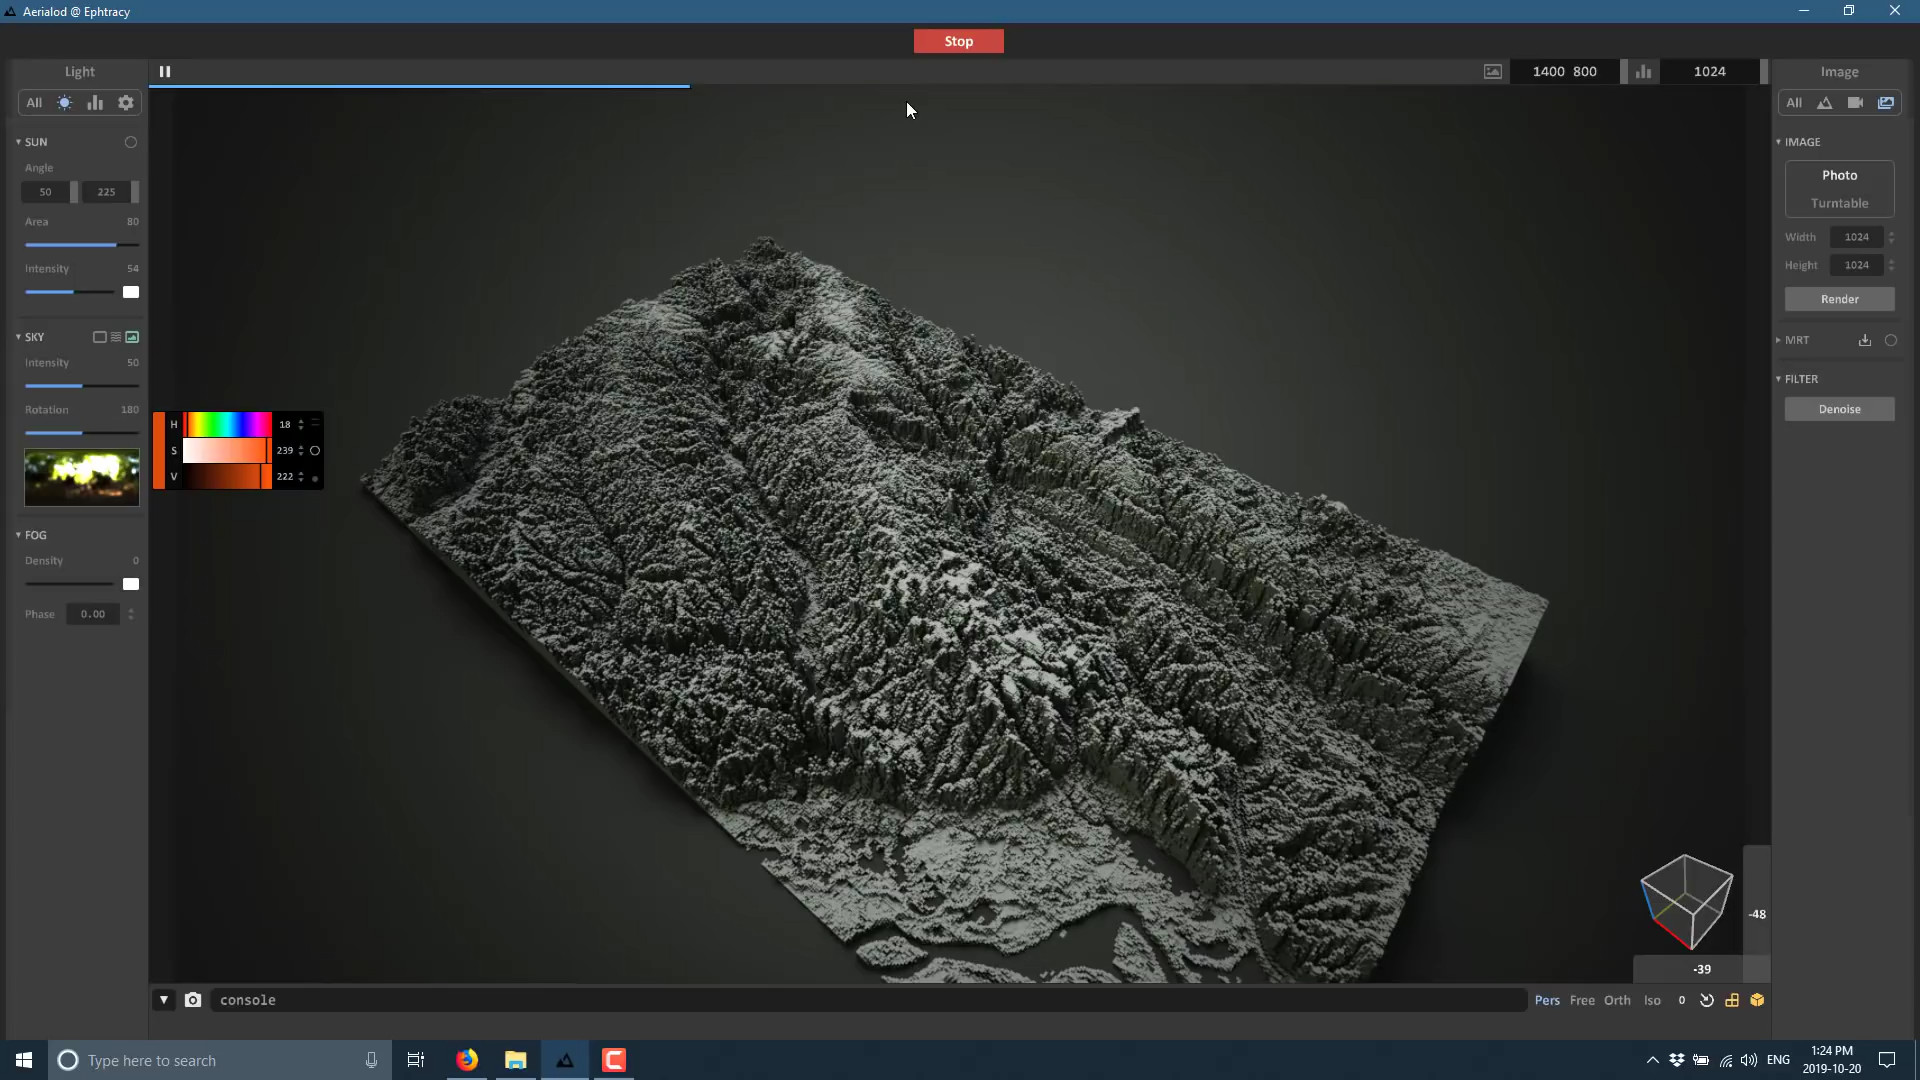 Aerialod @ Ephtracy
Stop
Light
1400 800
1024
Image
All
All
SUN
Angle
50 225
Area 80
Intensity 54
SKY
Intensity 50
Rotation 180
H 18
S 239
V 222
FOG
Density 0
Phase 0.00
IMAGE
Photo
Turntable
Width 1024
Height 1024
Render
MRT
FILTER
Denoise
-48
-39
console
Pers Free Orth Iso 0
Type here to search
ENG
1:24 PM
2019-10-20